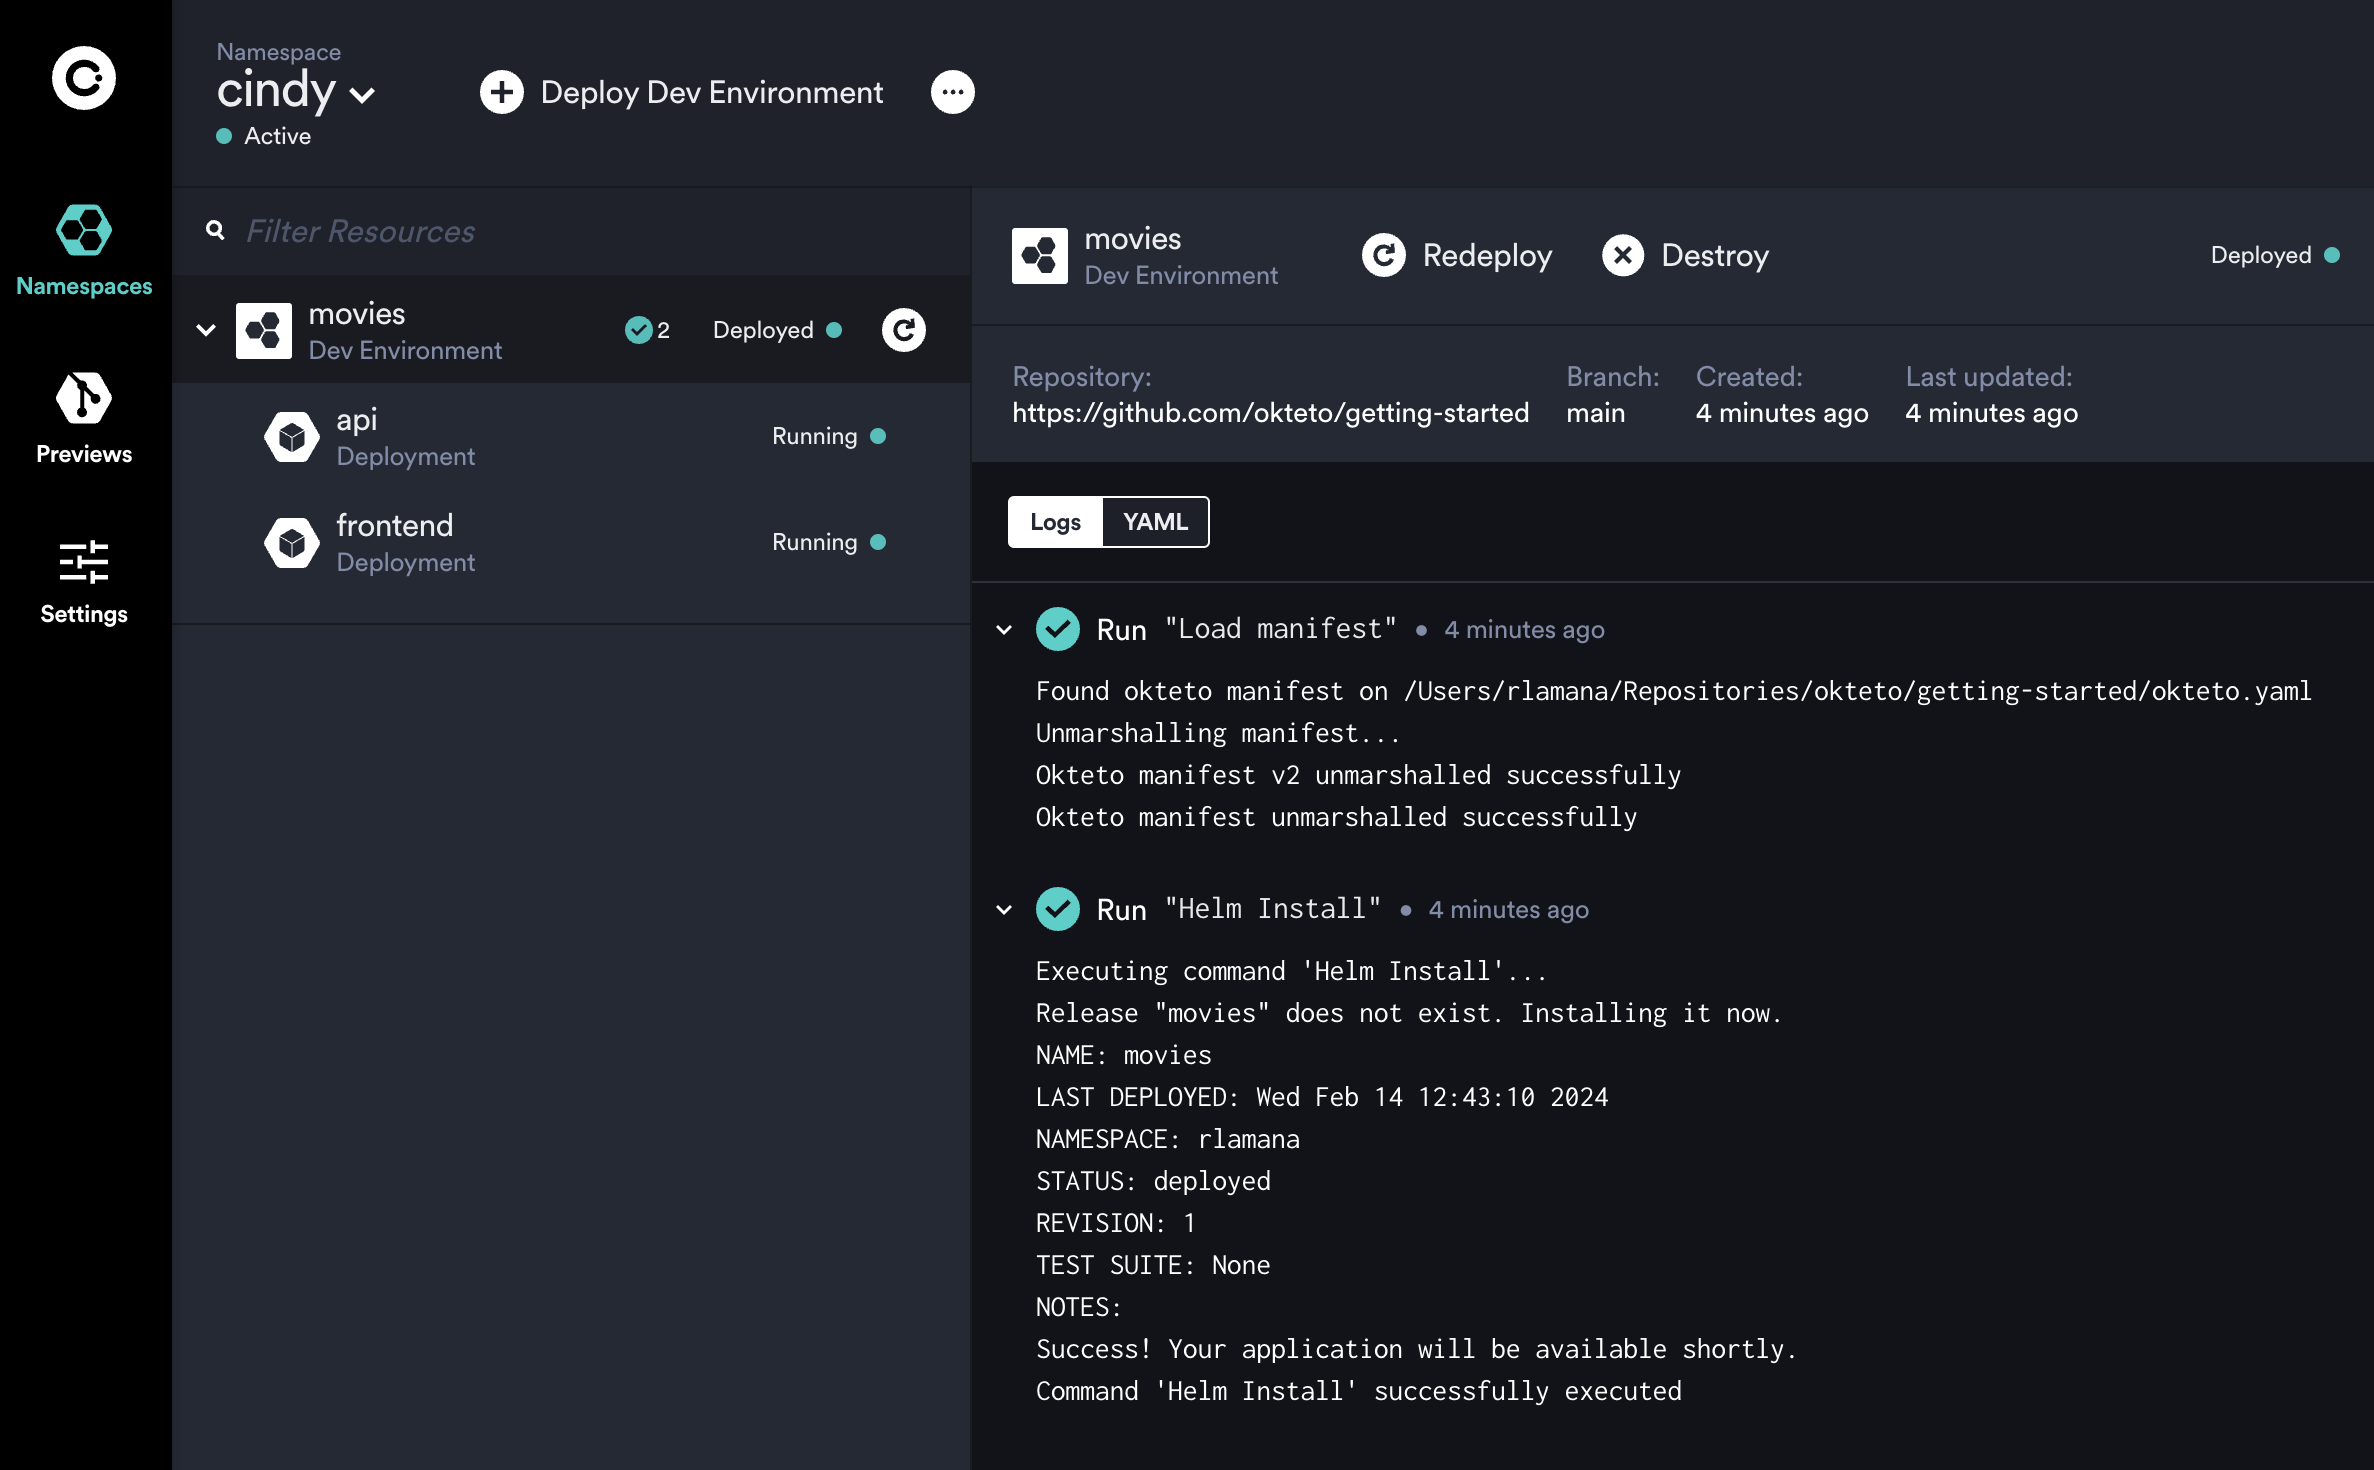 Namespace
cindy
Active
Deploy Dev Environment
Namespaces
Previews
Settings
Filter Resources
movies
Dev Environment
2
Deployed
api
Deployment
Running
frontend
Deployment
Running
movies
Dev Environment
Redeploy
Destroy
Deployed
Repository:
https://github.com/okteto/getting-started
Branch:
main
Created:
4 minutes ago
Last updated:
4 minutes ago
Logs
YAML
Run "Load manifest" • 4 minutes ago
Found okteto manifest on /Users/rlamana/Repositories/okteto/getting-started/okteto.yaml
Unmarshalling manifest...
Okteto manifest v2 unmarshalled successfully
Okteto manifest unmarshalled successfully
Run "Helm Install" • 4 minutes ago
Executing command 'Helm Install'...
Release "movies" does not exist. Installing it now.
NAME: movies
LAST DEPLOYED: Wed Feb 14 12:43:10 2024
NAMESPACE: rlamana
STATUS: deployed
REVISION: 1
TEST SUITE: None
NOTES:
Success! Your application will be available shortly.
Command 'Helm Install' successfully executed